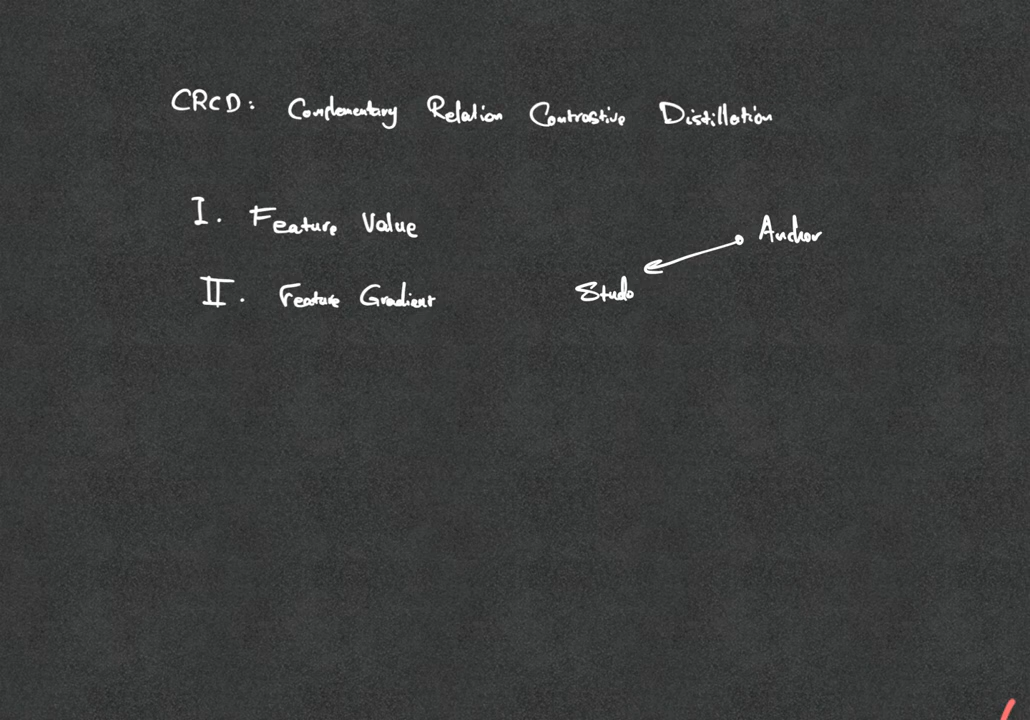 CRCD: Complementary Relation Contrastive Distillation
I. Feature Value
Anchor
II. Feature Gradient
Stude